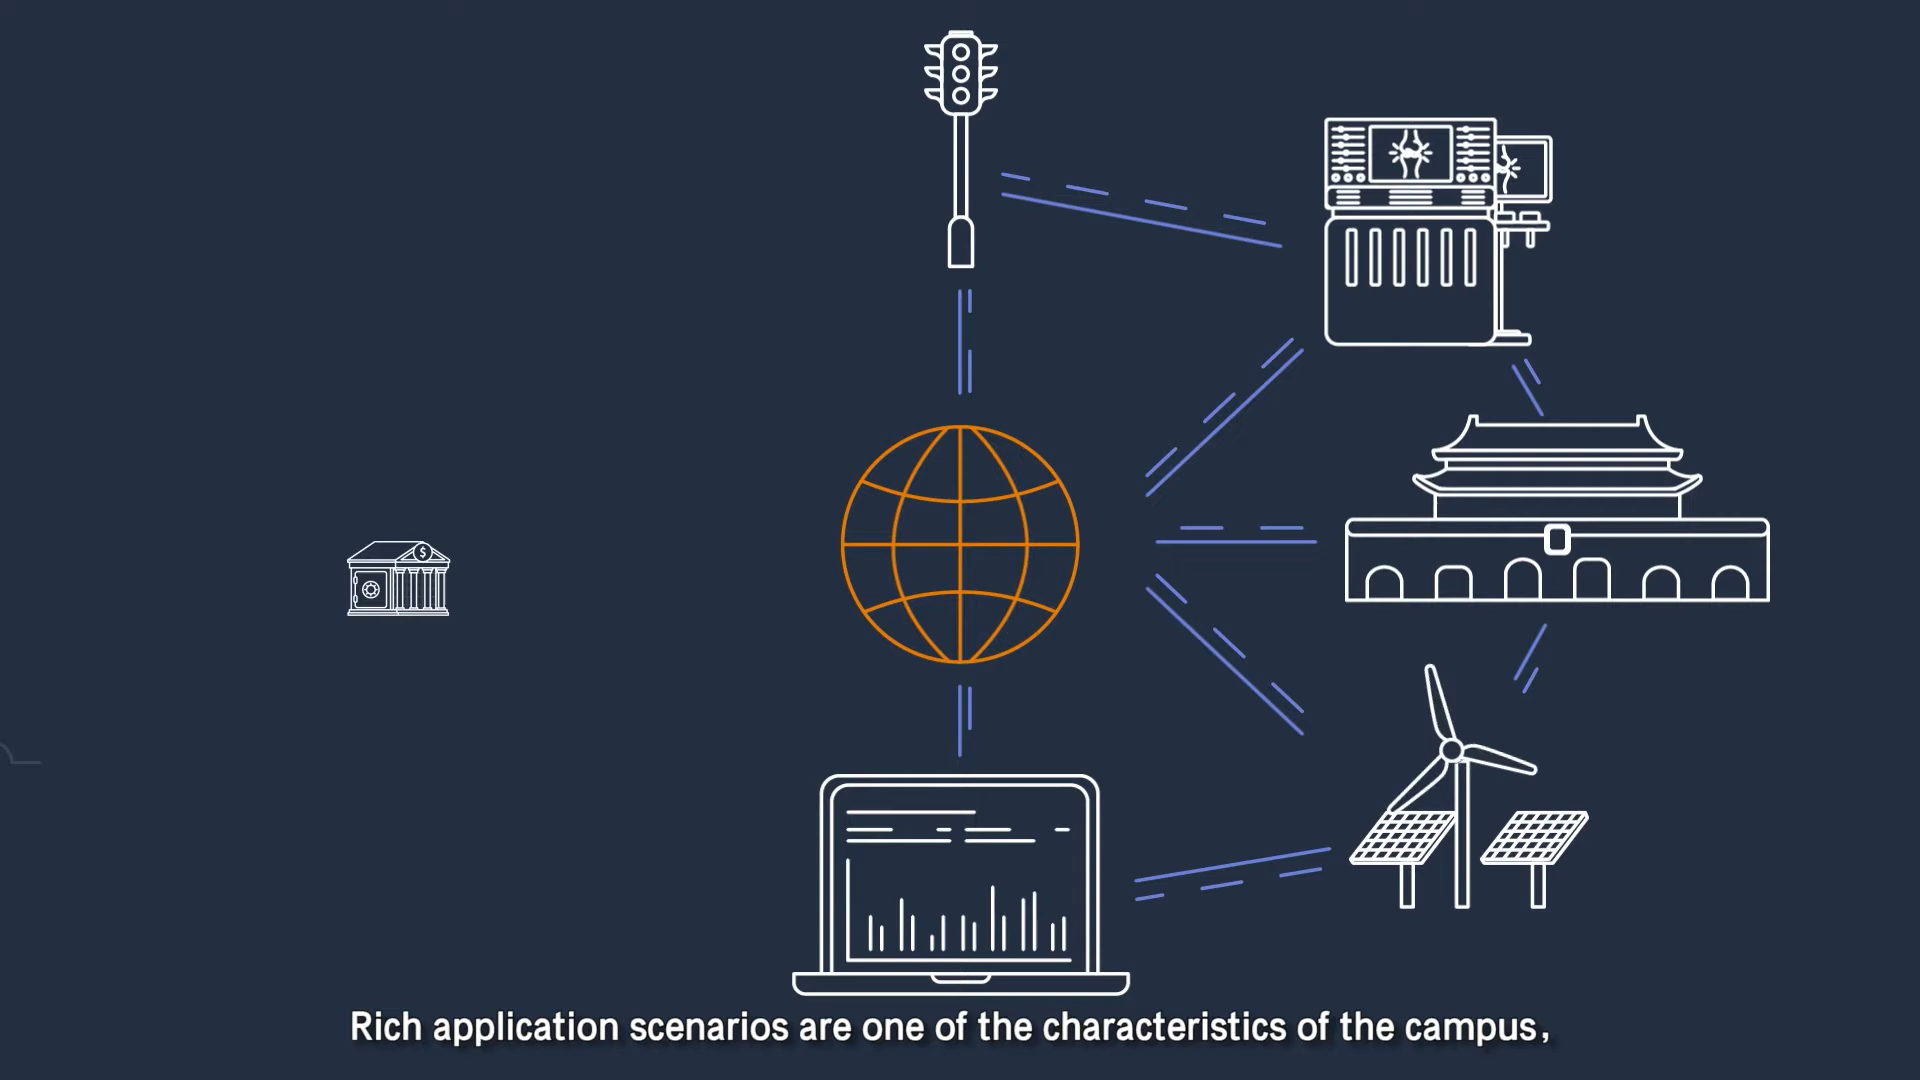 $
Rich application scenarios are one of the characteristics of the campus,